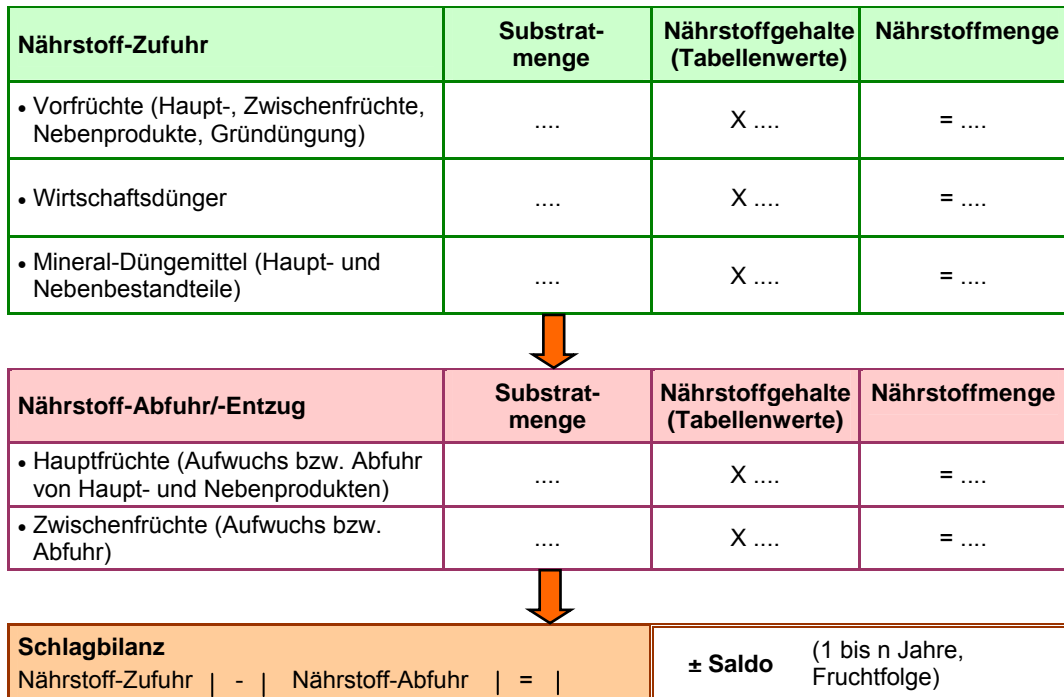 Nährstoff-Zufuhr
Substrat-
menge
Nährstoffgehalte
(Tabellenwerte)
Nährstoffmenge
• Vorfrüchte (Haupt-, Zwischenfrüchte,
Nebenprodukte, Gründüngung)
....
X ....
= ....
• Wirtschaftsdünger
....
X ....
= ....
• Mineral-Düngemittel (Haupt- und
Nebenbestandteile)
....
X ....
= ....
Nährstoff-Abfuhr/-Entzug
Substrat-
menge
Nährstoffgehalte
(Tabellenwerte)
Nährstoffmenge
• Hauptfrüchte (Aufwuchs bzw. Abfuhr
von Haupt- und Nebenprodukten)
....
X ....
= ....
• Zwischenfrüchte (Aufwuchs bzw.
Abfuhr)
....
X ....
= ....
Schlagbilanz
Nährstoff-Zufuhr | - | Nährstoff-Abfuhr | = |
± Saldo
(1 bis n Jahre,
Fruchtfolge)